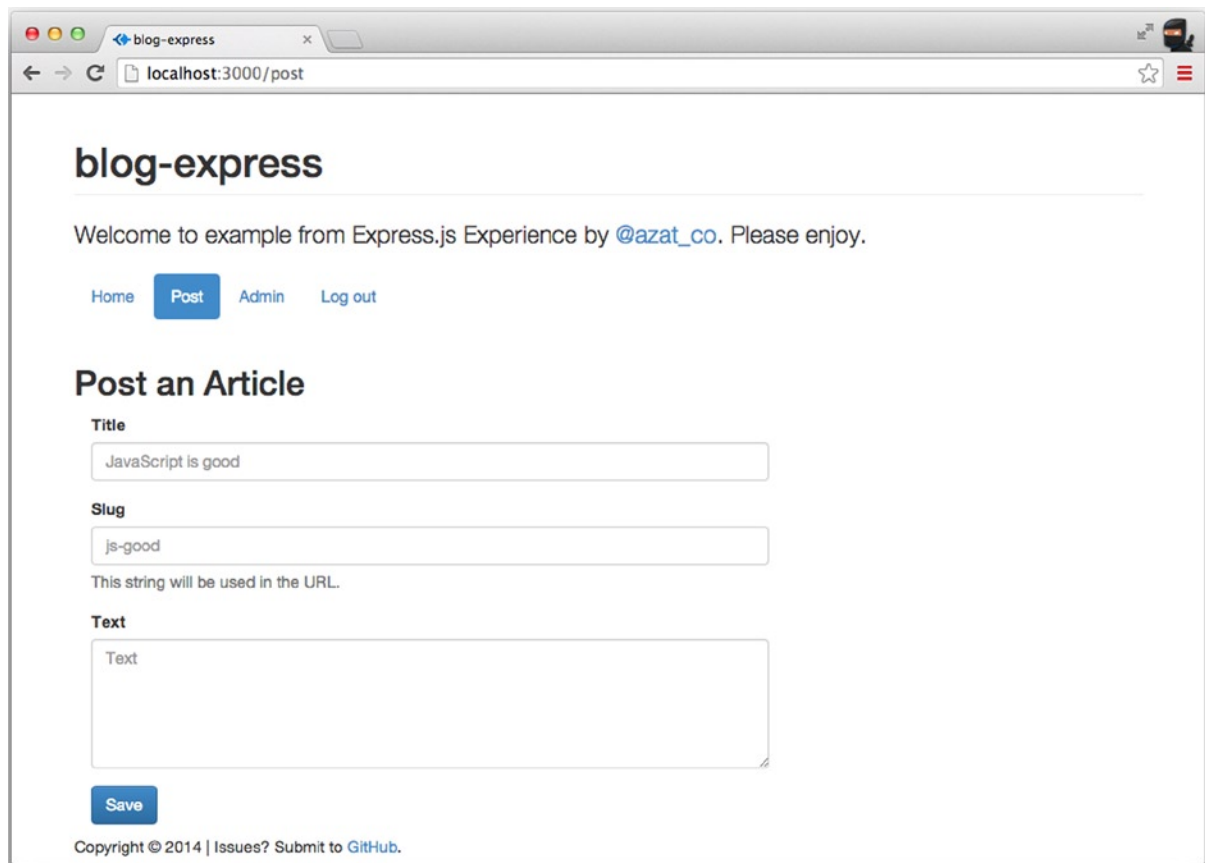 blog-express
localhost:3000/post
blog-express
Welcome to example from Express.js Experience by @azat_co. Please enjoy.
Home Post Admin Log out
Post an Article
Title
JavaScript is good
Slug
js-good
This string will be used in the URL.
Text
Text
Save
Copyright © 2014 | Issues? Submit to GitHub.